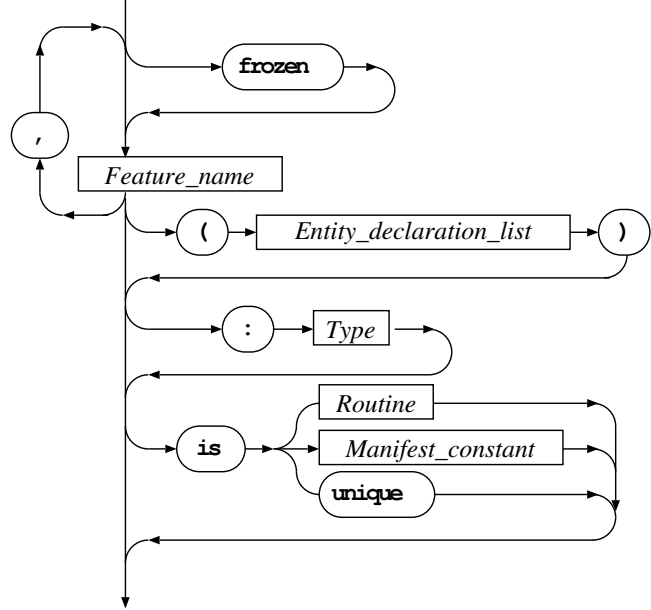 frozen
,
Feature_name
( Entity_declaration_list )
: Type
Routine
is Manifest_constant
unique